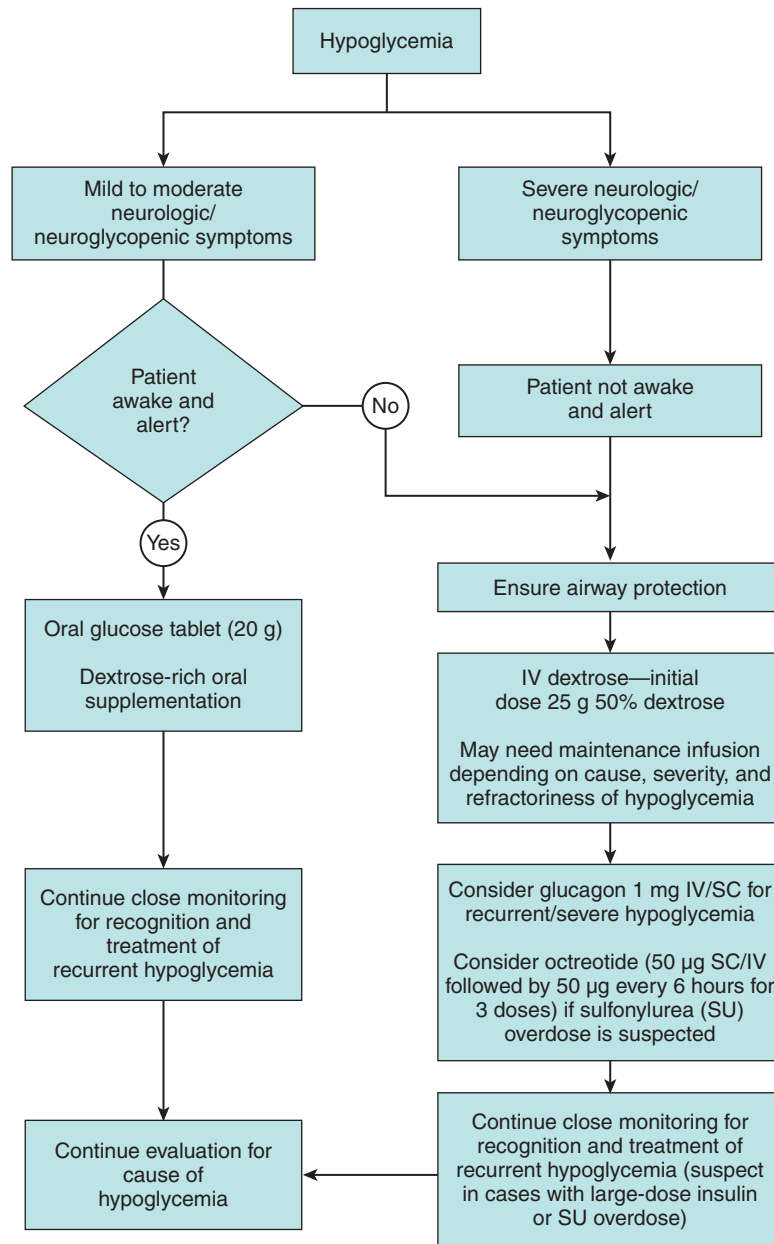 Hypoglycemia
Mild to moderate
neurologic/
neuroglycopenic symptoms
Severe neurologic/
neuroglycopenic
symptoms
Patient
awake and
alert?
No
Patient not awake
and alert
Yes
Ensure airway protection
Oral glucose tablet (20 g)
Dextrose-rich oral
supplementation
IV dextrose—initial
dose 25 g 50% dextrose
May need maintenance infusion
depending on cause, severity, and
refractoriness of hypoglycemia
Continue close monitoring
for recognition and
treatment of
recurrent hypoglycemia
Consider glucagon 1 mg IV/SC for
recurrent/severe hypoglycemia
Consider octreotide (50 μg SC/IV
followed by 50 μg every 6 hours for
3 doses) if sulfonylurea (SU)
overdose is suspected
Continue evaluation for
cause of
hypoglycemia
Continue close monitoring for
recognition and treatment of
recurrent hypoglycemia (suspect
in cases with large-dose insulin
or SU overdose)